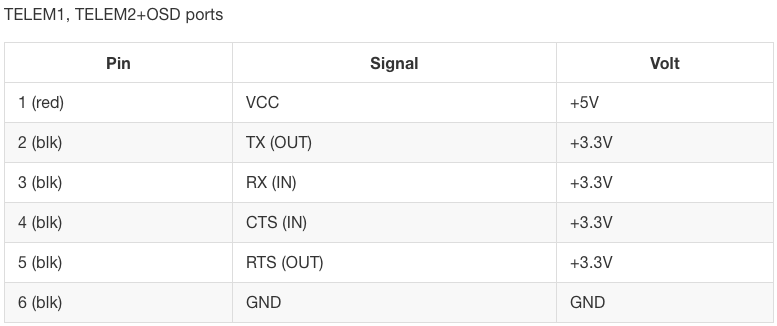 TELEM1, TELEM2+OSD ports
Pin Signal Volt
1 (red) VCC +5V
2 (blk) TX (OUT) +3.3V
3 (blk) RX (IN) +3.3V
4 (blk) CTS (IN) +3.3V
5 (blk) RTS (OUT) +3.3V
6 (blk) GND GND